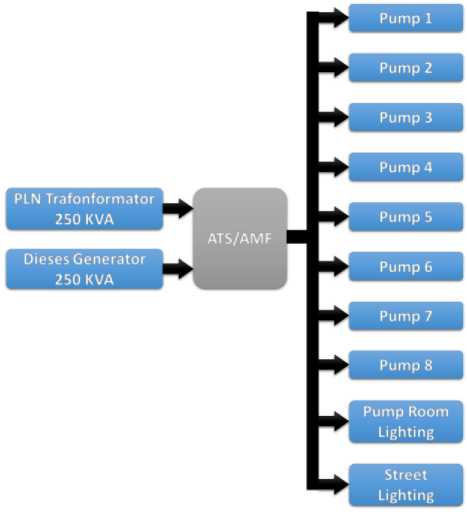 PLN Trafonformator
250 KVA
Dieses Generator
250 KVA
ATS/AMF
Pump 1
Pump 2
Pump 3
Pump 4
Pump 5
Pump 6
Pump 7
Pump 8
Pump Room
Lighting
Street
Lighting